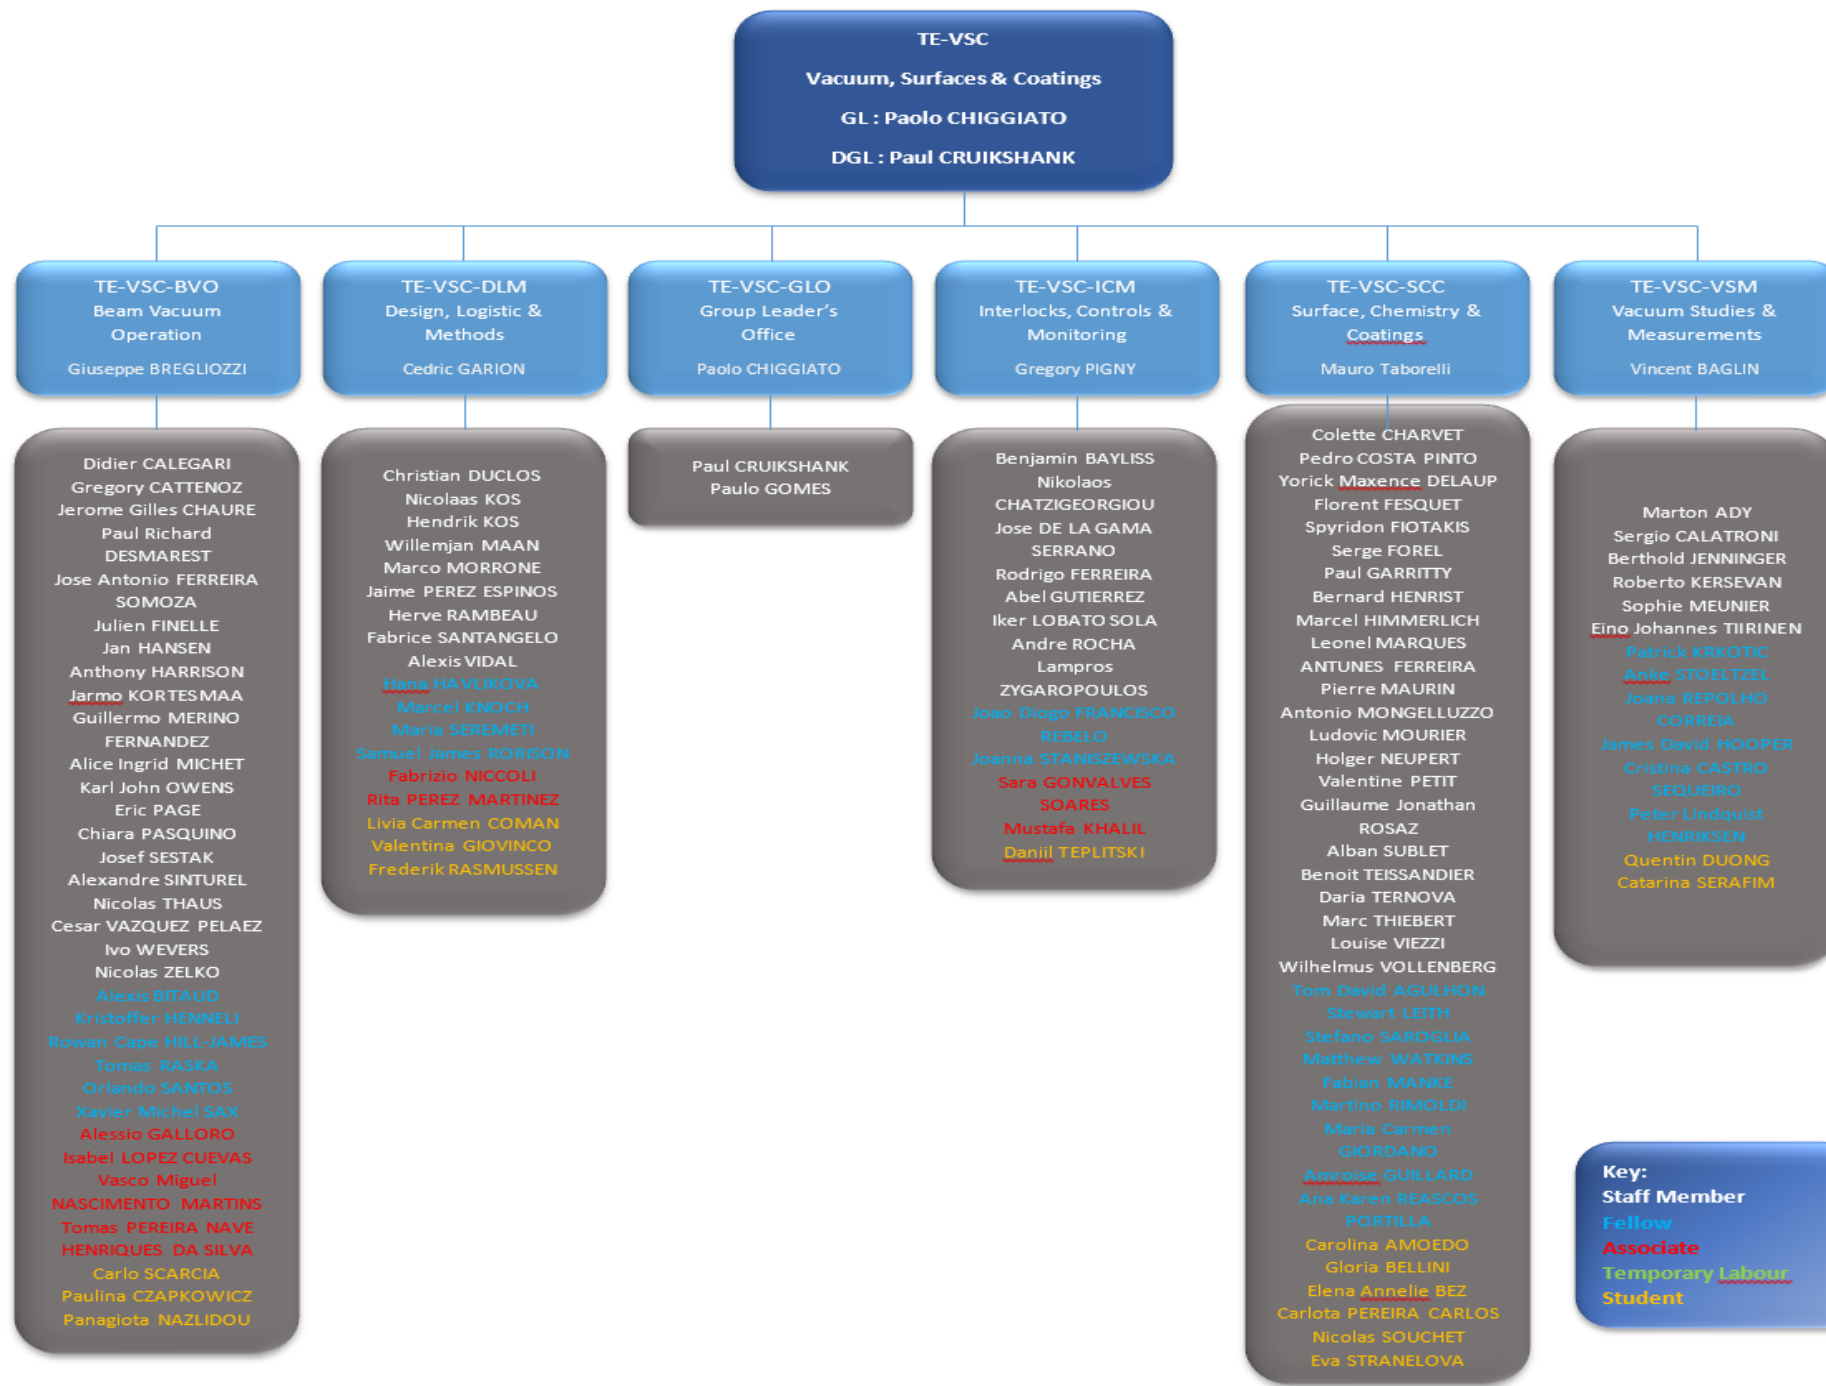 TE-VSC
Vacuum, Surfaces & Coatings
GL : Paolo CHIGGIATO
DGL : Paul CRUIKSHANK
TE-VSC-BVO
Beam Vacuum
Operation
Giuseppe BREGLIOZZI
TE-VSC-DLM
Design, Logistic &
Methods
Cedric GARION
TE-VSC-GLO
Group Leader's
Office
Paolo CHIGGIATO
TE-VSC-ICM
Interlocks, Controls &
Monitoring
Gregory PIGNY
TE-VSC-SCC
Surface, Chemistry &
Coatings
Mauro Taborelli
TE-VSC-VSM
Vacuum Studies &
Measurements
Vincent BAGLIN
Didier CALEGARI
Gregory CATTENOZ
Jerome Gilles CHAURE
Paul Richard
DESMAREST
Jose Antonio FERREIRA
SOMOZA
Julien FINELLE
Jan HANSEN
Anthony HARRISON
Jarmo KORTESMAA
Guillermo MERINO
FERNANDEZ
Alice Ingrid MICHET
Karl John OWENS
Eric PAGE
Chiara PASQUINO
Josef SESTAK
Alexandre SINTUREL
Nicolas THAUS
Cesar VAZQUEZ PELAEZ
Ivo WEVERS
Nicolas ZELKO
Alexis BITAUD
Kristoffer HENNELI
Rowan Cape HILL-JAMES
Tomas RASKA
Orlando SANTOS
Xavier Michel SAX
Alessio GALLORO
Isabel LOPEZ CUEVAS
Vasco Miguel
NASCIMENTO MARTINS
Tomas PEREIRA NAVE
HENRIQUES DA SILVA
Carlo SCARCIA
Paulina CZAPKOWICZ
Panagiota NAZLIDOU
Christian DUCLOS
Nicolaas KOS
Hendrik KOS
Willemjan MAAN
Marco MORRONE
Jaime PEREZ ESPINOS
Herve RAMBEAU
Fabrice SANTANGELO
Alexis VIDAL
Hana HAVLIKOVA
Marcel KNOCH
Maria SEREMETI
Samuel James RORISON
Fabrizio NICCOLI
Rita PEREZ MARTINEZ
Livia Carmen COMAN
Valentina GIOVINCO
Frederik RASMUSSEN
Paul CRUIKSHANK
Paulo GOMES
Benjamin BAYLISS
Nikolaos
CHATZIGEORGIOU
Jose DE LA GAMA
SERRANO
Rodrigo FERREIRA
Abel GUTIERREZ
Iker LOBATO SOLA
Andre ROCHA
Lampros
ZYGAROPOULOS
Joao Diogo FRANCISCO
REBELO
Joanna STANISZEWSKA
Sara GONVALVES
SOARES
Mustafa KHALIL
Daniil TEPLITSKI
Colette CHARVET
Pedro COSTA PINTO
Yorick Maxence DELAUP
Florent FESQUET
Spyridon FIOTAKIS
Serge FOREL
Paul GARRITTY
Bernard HENRIST
Marcel HIMMERLICH
Leonel MARQUES
ANTUNES FERREIRA
Pierre MAURIN
Antonio MONGELLUZZO
Ludovic MOURIER
Holger NEUPERT
Valentine PETIT
Guillaume Jonathan
ROSAZ
Alban SUBLET
Benoit TEISSANDIER
Daria TERNOVA
Marc THIEBERT
Louise VIEZZI
Wilhelmus VOLLENBERG
Tom David AGULHON
Stewart LEITH
Stefano SAROGLIA
Matthew WATKINS
Fabian MANKE
Martino RIMOLDI
Maria Carmen
GIORDANO
Amroise GUILLARD
Ana Karen REASCOS
PORTILLA
Carolina AMOEDO
Gloria BELLINI
Elena Annelie BEZ
Carlota PEREIRA CARLOS
Nicolas SOUCHET
Eva STRANELOVA
Marton ADY
Sergio CALATRONI
Berthold JENNINGER
Roberto KERSEVAN
Sophie MEUNIER
Eino Johannes TIIRINEN
Patrick KRKOTIC
Anke STOELTZEL
Joana REPOLHO
CORREIA
James David HOOPER
Cristina CASTRO
SEQUEIRO
Peter Lindquist
HENRIKSEN
Quentin DUONG
Catarina SERAFIM
Key:
Staff Member
Fellow
Associate
Temporary Labour
Student